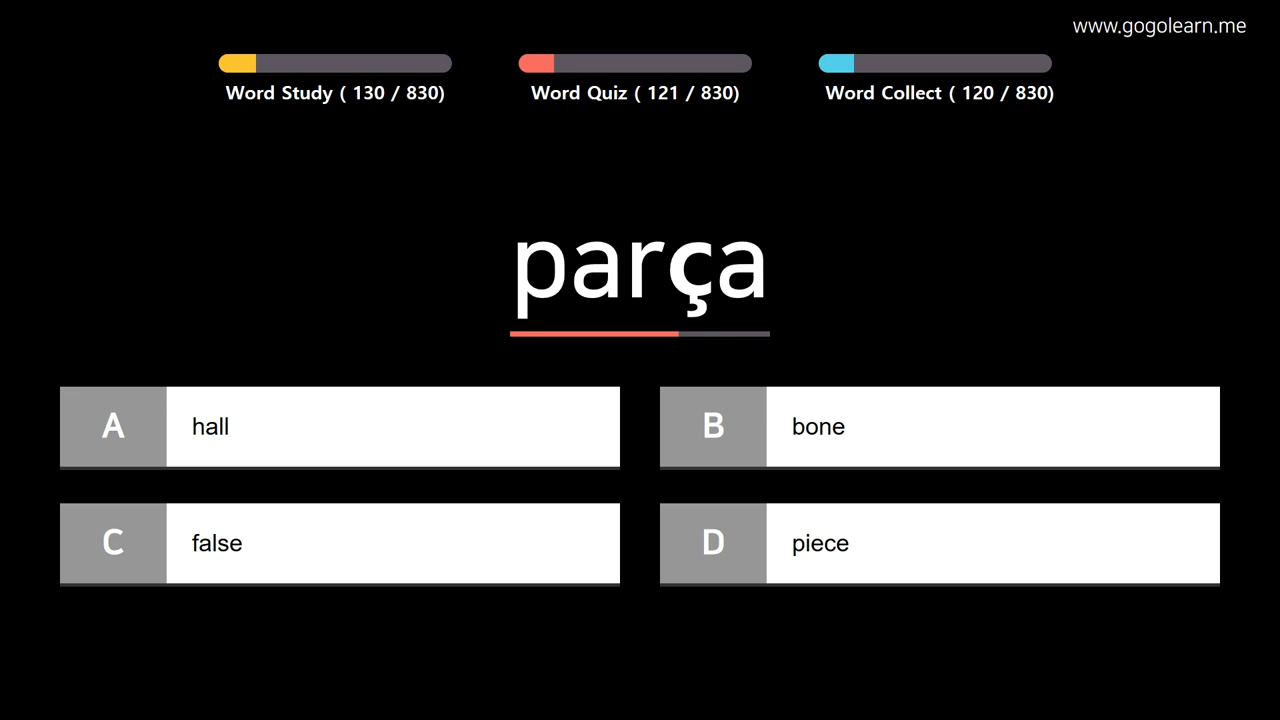 www.gogolearn.me
Word Study ( 130 / 830)
Word Quiz ( 121 / 830)
Word Collect ( 120 / 830)
parça
A hall
B bone
C false
D piece